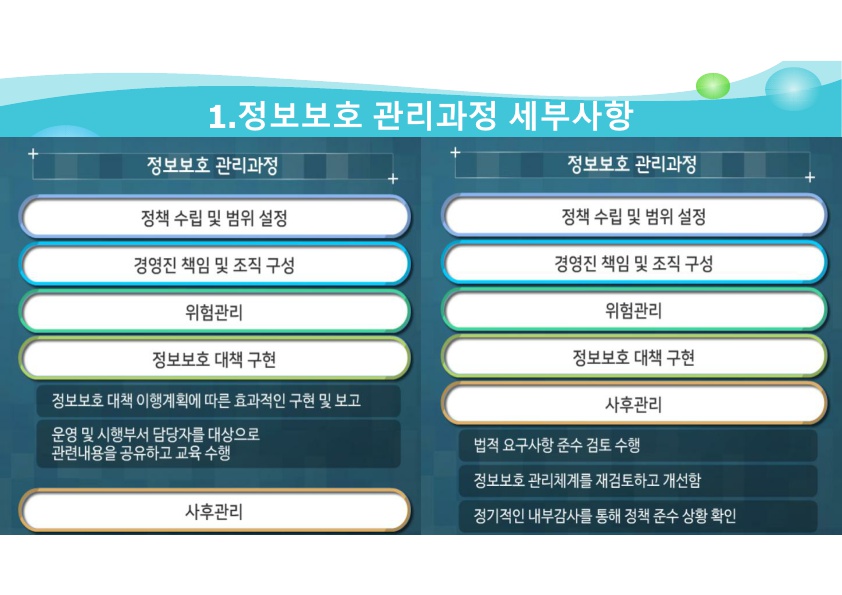 1.정보보호 관리과정 세부사항
정보보호 관리과정
정책 수립 및 범위 설정
경영진 책임 및 조직 구성
위험관리
정보보호 대책 구현
정보보호 대책 이행계획에 따른 효과적인 구현 및 보고
운영 및 시행부서 담당자를 대상으로
관련내용을 공유하고 교육 수행
사후관리
정보보호 관리과정
정책 수립 및 범위 설정
경영진 책임 및 조직 구성
위험관리
정보보호 대책 구현
사후관리
법적 요구사항 준수 검토 수행
정보보호 관리체계를 재검토하고 개선함
정기적인 내부감사를 통해 정책 준수 상황 확인